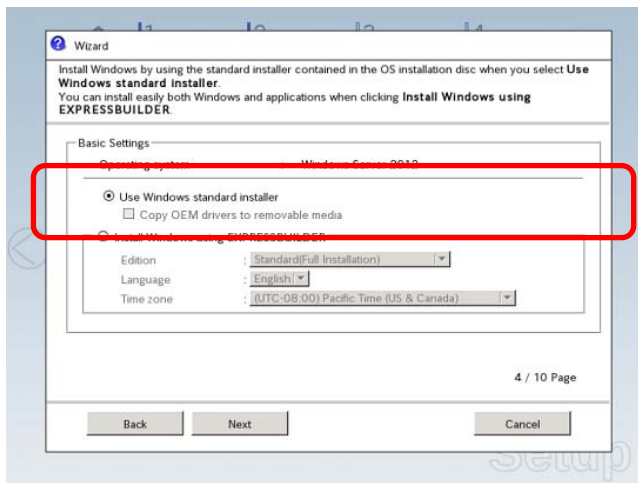 1 2 3 4
Wizard
Install Windows by using the standard installer contained in the OS installation disc when you select Use
Windows standard installer.
You can install easily both Windows and applications when clicking Install Windows using
EXPRESSBUILDER.
Basic Settings
Operating system : Windows Server 2012
Use Windows standard installer
Copy OEM drivers to removable media
Install Windows using EXPRESSBUILDER
Edition : Standard(Full Installation)
Language : English
Time zone : (UTC-08:00) Pacific Time (US & Canada)
4 / 10 Page
Back Next Cancel
Setup